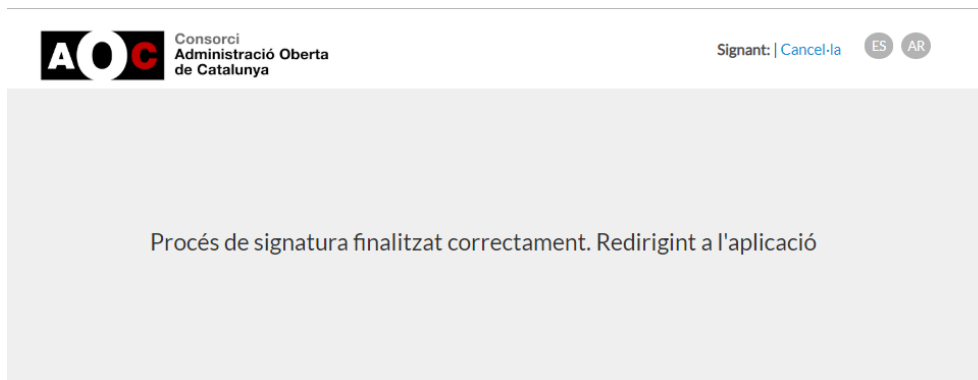 AOC
Consorci
Administració Oberta
de Catalunya
Signant: | Cancel·la
ES
AR
Procés de signatura finalitzat correctament. Redirigint a l'aplicació